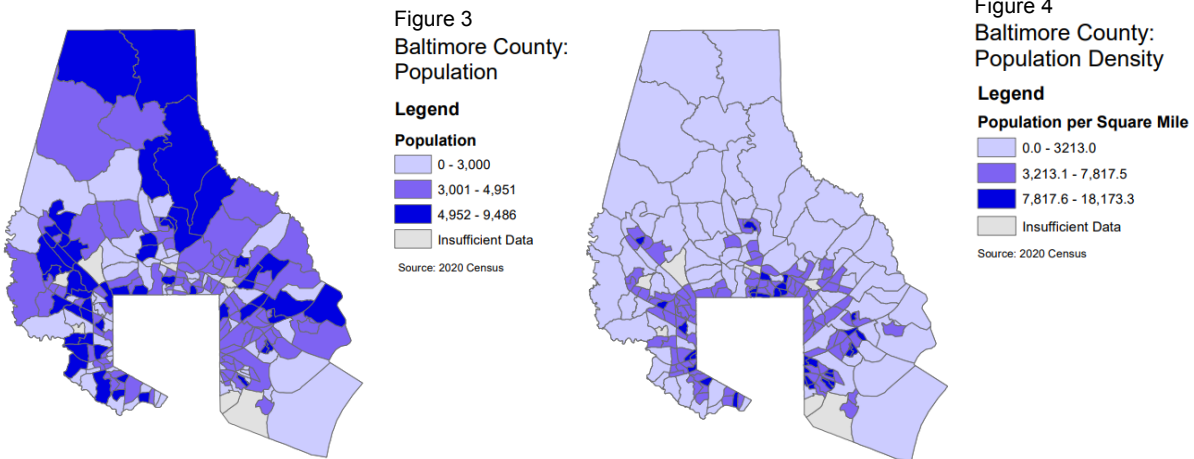 Figure 3
Baltimore County:
Population
Legend
Population
0 - 3,000
3,001 - 4,951
4,952 - 9,486
Insufficient Data
Source: 2020 Census
Figure 4
Baltimore County:
Population Density
Legend
Population per Square Mile
0.0 - 3213.0
3,213.1 - 7,817.5
7,817.6 - 18,173.3
Insufficient Data
Source: 2020 Census